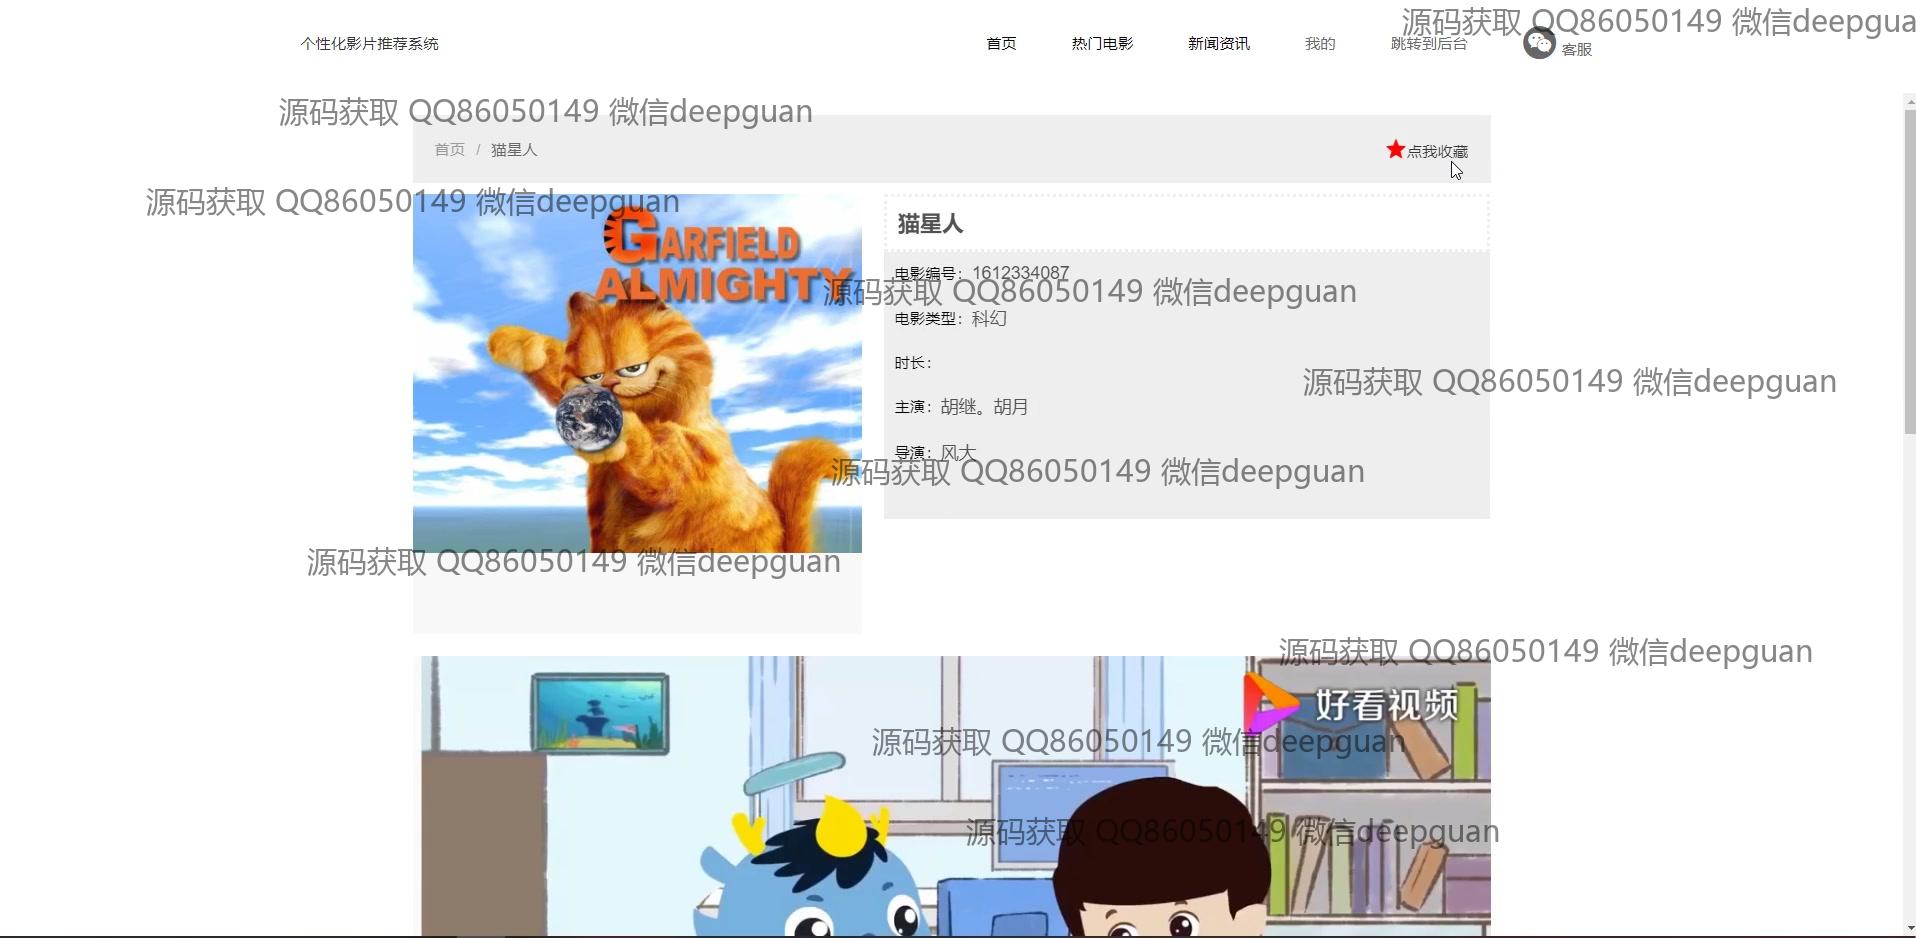 个性化影片推荐系统 首页 热门电影 新闻资讯 我的 跳转到后台 客服
源码获取 QQ86050149 微信deepgua
源码获取 QQ86050149 微信deepguan
首页 / 猫星人 点我收藏
源码获取 QQ86050149 微信deepguan
GARFIELD
ALMIGHTY
猫星人
电影编号：1612334087
源码获取 QQ86050149 微信deepguan
电影类型：科幻
时长：
源码获取 QQ86050149 微信deepguan
主演：胡继。胡月
导演：风大
源码获取 QQ86050149 微信deepguan
源码获取 QQ86050149 微信deepguan
源码获取 QQ86050149 微信deepguan
好看视频
源码获取 QQ86050149 微信deepguan
源码获取 QQ86050149 微信deepguan